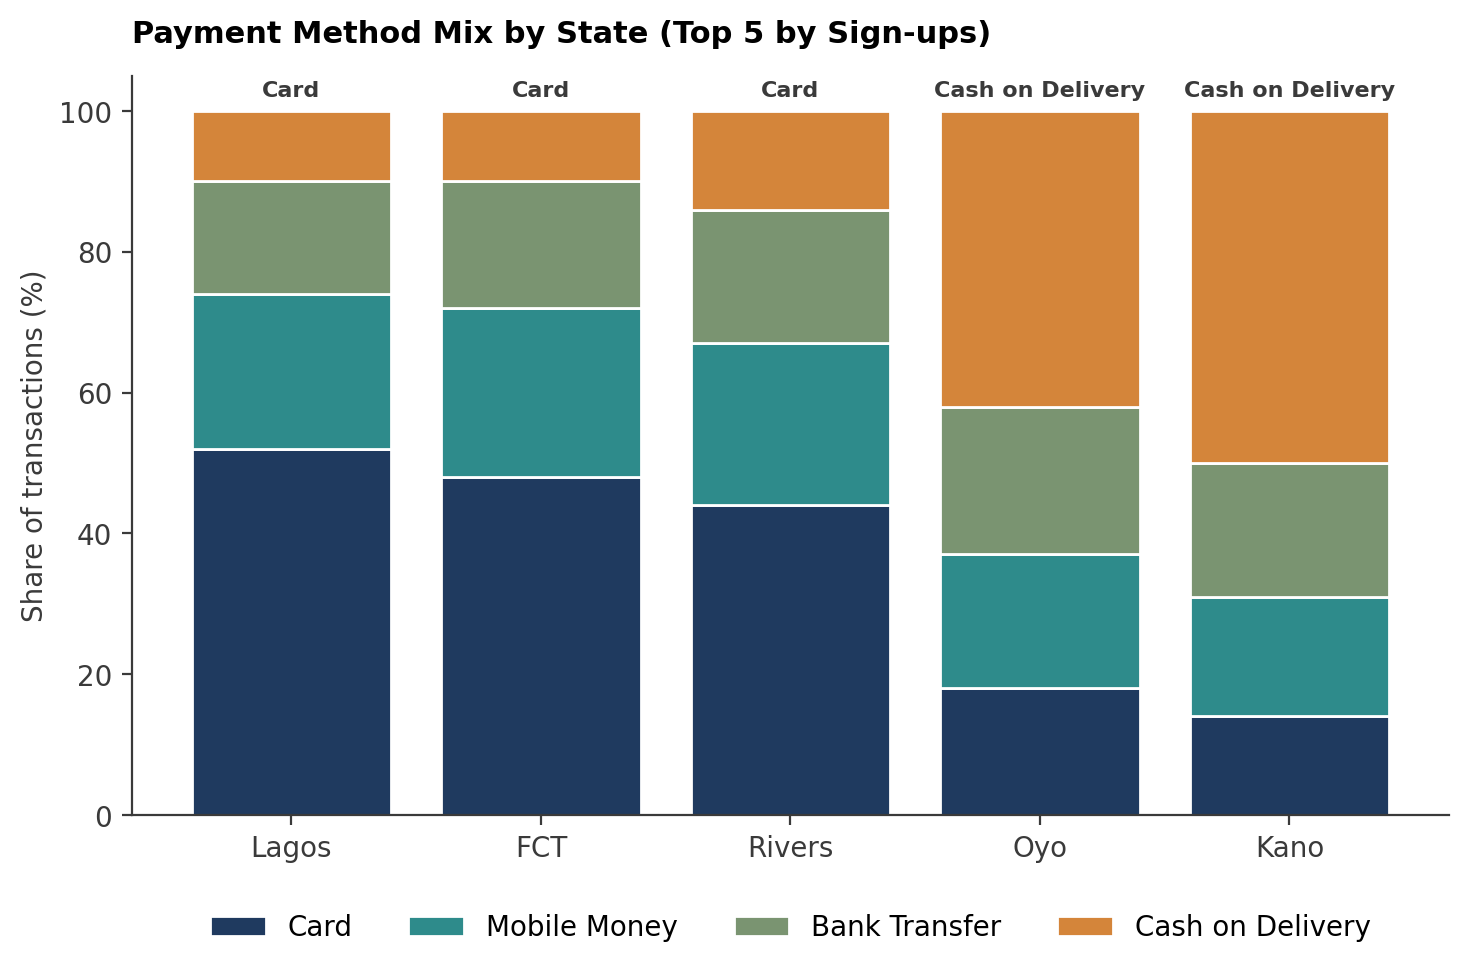 Payment Method Mix by State (Top 5 by Sign-ups)
Card Card Card Cash on Delivery Cash on Delivery
100
80
60
40
20
0
Share of transactions (%)
Lagos FCT Rivers Oyo Kano
Card Mobile Money Bank Transfer Cash on Delivery